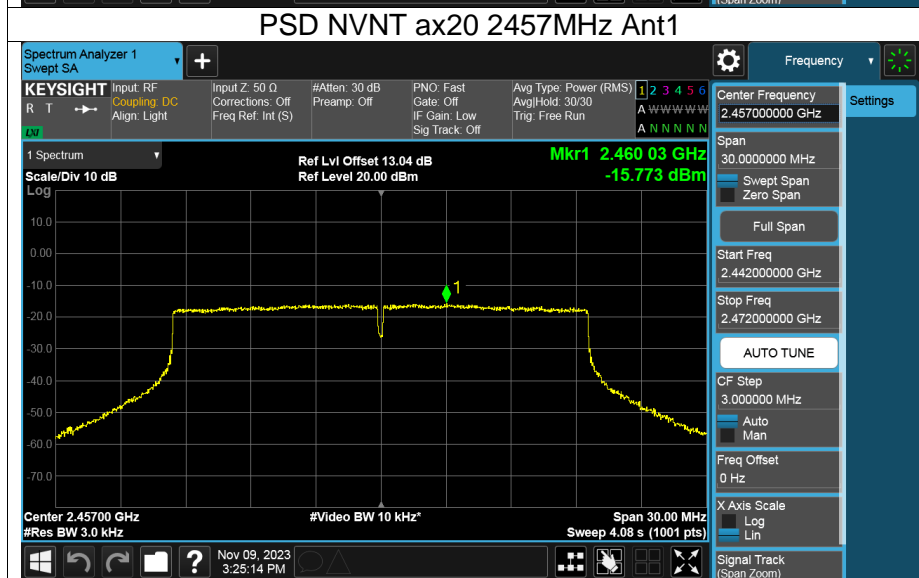 (Span Zoom)
PSD NVNT ax20 2457MHz Ant1
Spectrum Analyzer 1
Swept SA
+
Frequency
KEYSIGHT
R T
LXI
Input: RF
Coupling: DC
Align: Light
Input Z: 50 Ω
Corrections: Off
Freq Ref: Int (S)
#Atten: 30 dB
Preamp: Off
PNO: Fast
Gate: Off
IF Gain: Low
Sig Track: Off
Avg Type: Power (RMS)
Avg|Hold: 30/30
Trig: Free Run
1 2 3 4 5 6
A W W W W W
A N N N N N
Center Frequency
2.457000000 GHz
Settings
Span
30.0000000 MHz
Swept Span
Zero Span
Full Span
Start Freq
2.442000000 GHz
Stop Freq
2.472000000 GHz
AUTO TUNE
CF Step
3.000000 MHz
Auto
Man
Freq Offset
0 Hz
X Axis Scale
Log
Lin
Signal Track
(Span Zoom)
1 Spectrum
Scale/Div 10 dB
Ref Lvl Offset 13.04 dB
Ref Level 20.00 dBm
Mkr1 2.460 03 GHz
-15.773 dBm
Log
10.0
0.00
-10.0
-20.0
-30.0
-40.0
-50.0
-60.0
-70.0
1
Center 2.45700 GHz
#Video BW 10 kHz*
Span 30.00 MHz
#Res BW 3.0 kHz
Sweep 4.08 s (1001 pts)
?
Nov 09, 2023
3:25:14 PM